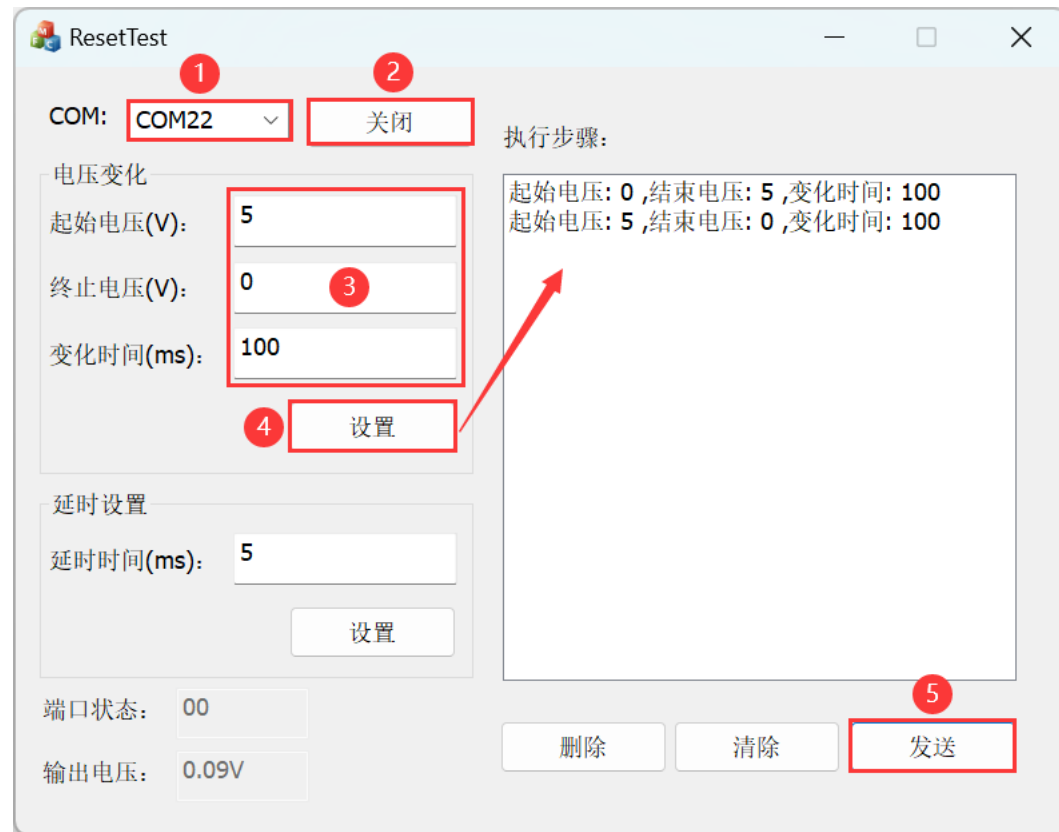 ResetTest
1
2
COM: COM22 关闭
电压变化
起始电压(V): 5
终止电压(V): 0
3
变化时间(ms): 100
4
设置
延时设置
延时时间(ms): 5
设置
端口状态: 00
输出电压: 0.09V
执行步骤:
起始电压: 0 ,结束电压: 5 ,变化时间: 100
起始电压: 5 ,结束电压: 0 ,变化时间: 100
5
删除 清除 发送